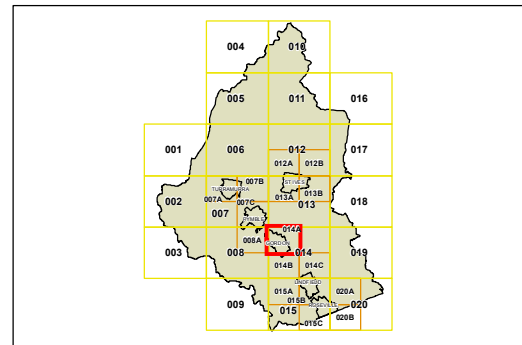 004 010
005 011 016
001 006 012 017
012A 012B
007B STIVES
TURRAMURRA
002 007A 007C 013A 013B 018
007 013
PYMBLE
014A
008A GORDON
003 008 014 019
014B 014C
LINDFIELD
015A 020A
009 015B ROSEVILLE 020
015 020B
015C